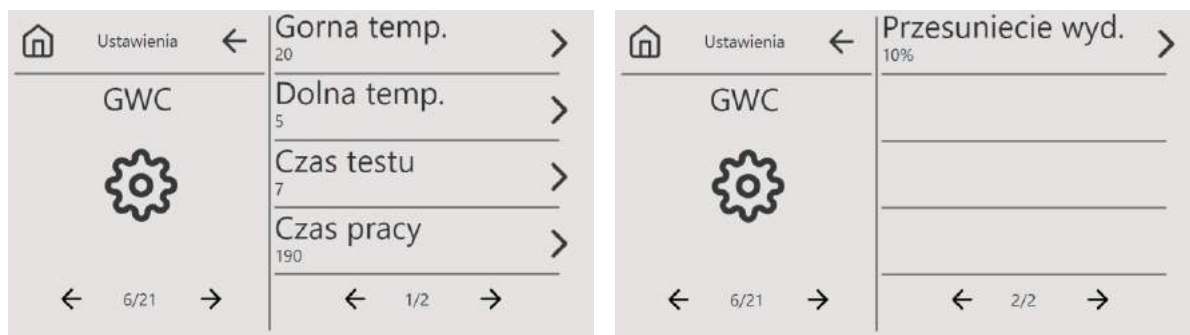 Ustawienia
GWC
6/21
Gorna temp.
20
Dolna temp.
5
Czas testu
7
Czas pracy
190
1/2
Ustawienia
GWC
6/21
Przesuniecie wyd.
10%
2/2